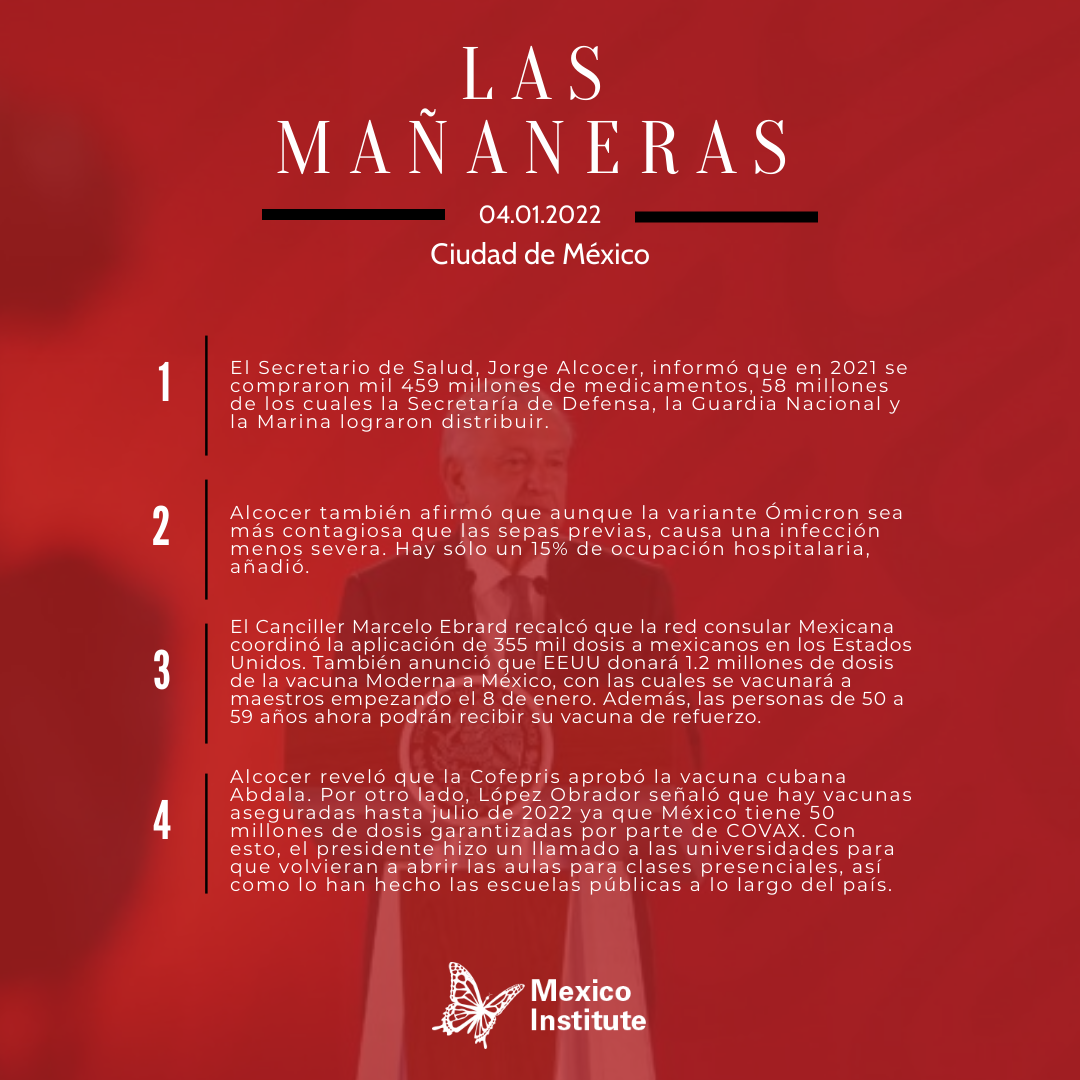 LAS
MAÑANERAS
04.01.2022
Ciudad de México
1
El Secretario de Salud, Jorge Alcocer, informó que en 2021 se
compraron mil 459 millones de medicamentos, 58 millones
de los cuales la Secretaría de Defensa, la Guardia Nacional y
la Marina lograron distribuir.
2
Alcocer también afirmó que aunque la variante Ómicron sea
más contagiosa que las sepas previas, causa una infección
menos severa. Hay sólo un 15% de ocupación hospitalaria,
añadió.
3
El Canciller Marcelo Ebrard recalcó que la red consular Mexicana
coordinó la aplicación de 355 mil dosis a mexicanos en los Estados
Unidos. También anunció que EEUU donará 1.2 millones de dosis
de la vacuna Moderna a México, con las cuales se vacunará a
maestros empezando el 8 de enero. Además, las personas de 50 a
59 años ahora podrán recibir su vacuna de refuerzo.
4
Alcocer reveló que la Cofepris aprobó la vacuna cubana
Abdala. Por otro lado, López Obrador señaló que hay vacunas
aseguradas hasta julio de 2022 ya que México tiene 50
millones de dosis garantizadas por parte de COVAX. Con
esto, el presidente hizo un llamado a las universidades para
que volvieran a abrir las aulas para clases presenciales, así
como lo han hecho las escuelas públicas a lo largo del país.
Mexico
Institute